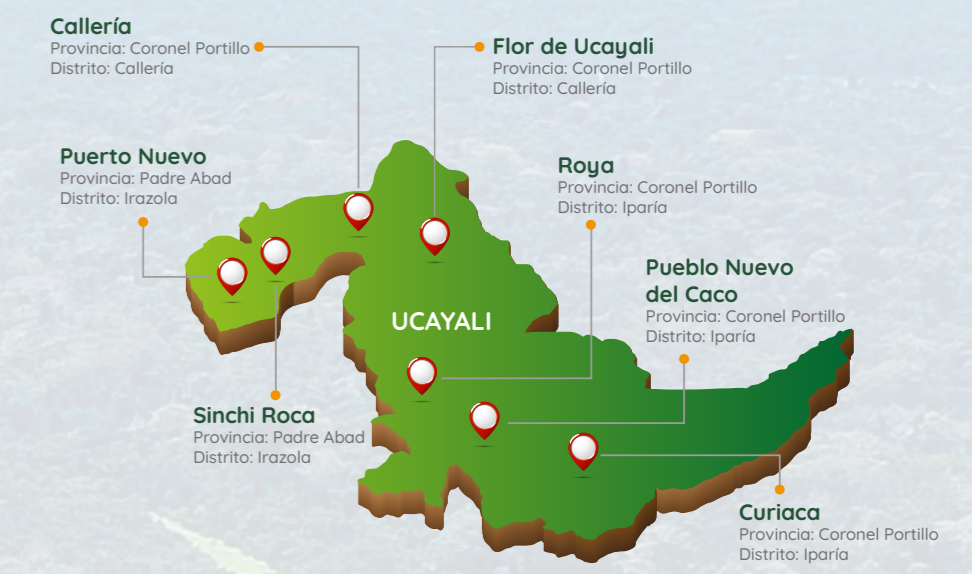 Callería
Provincia: Coronel Portillo
Distrito: Callería
Flor de Ucayali
Provincia: Coronel Portillo
Distrito: Callería
Puerto Nuevo
Provincia: Padre Abad
Distrito: Irazola
Roya
Provincia: Coronel Portillo
Distrito: Iparía
Pueblo Nuevo
del Caco
Provincia: Coronel Portillo
Distrito: Iparía
UCAYALI
Sinchi Roca
Provincia: Padre Abad
Distrito: Irazola
Curiaca
Provincia: Coronel Portillo
Distrito: Iparía